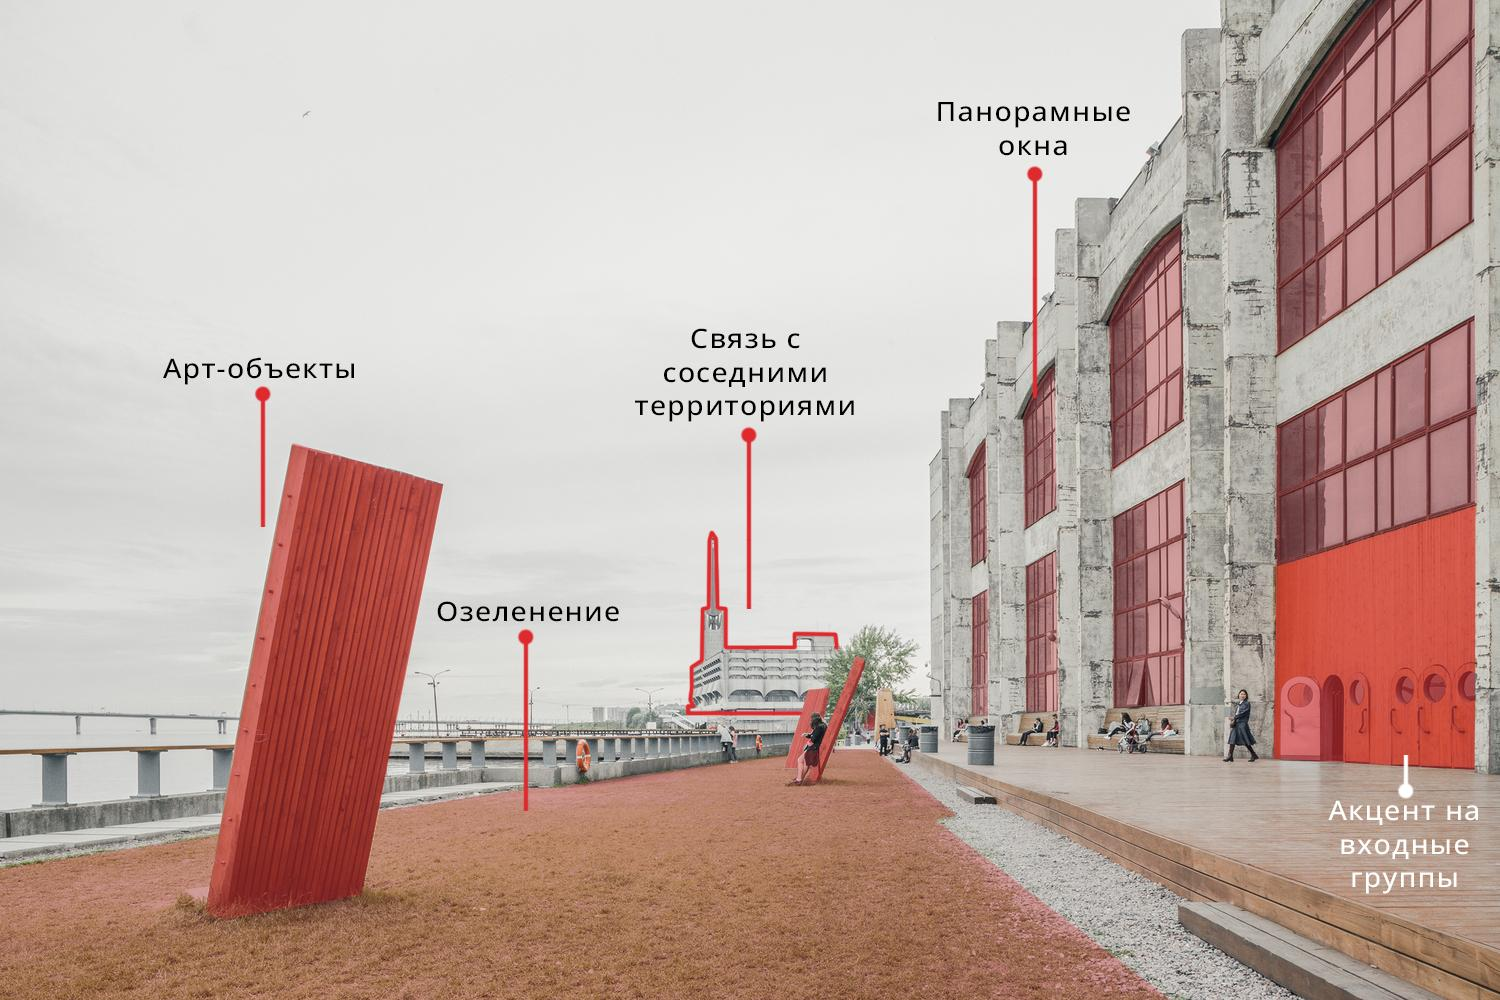 Панорамные
окна
Связь с
соседними
территориями
Арт-объекты
Озеленение
Акцент на
входные
группы